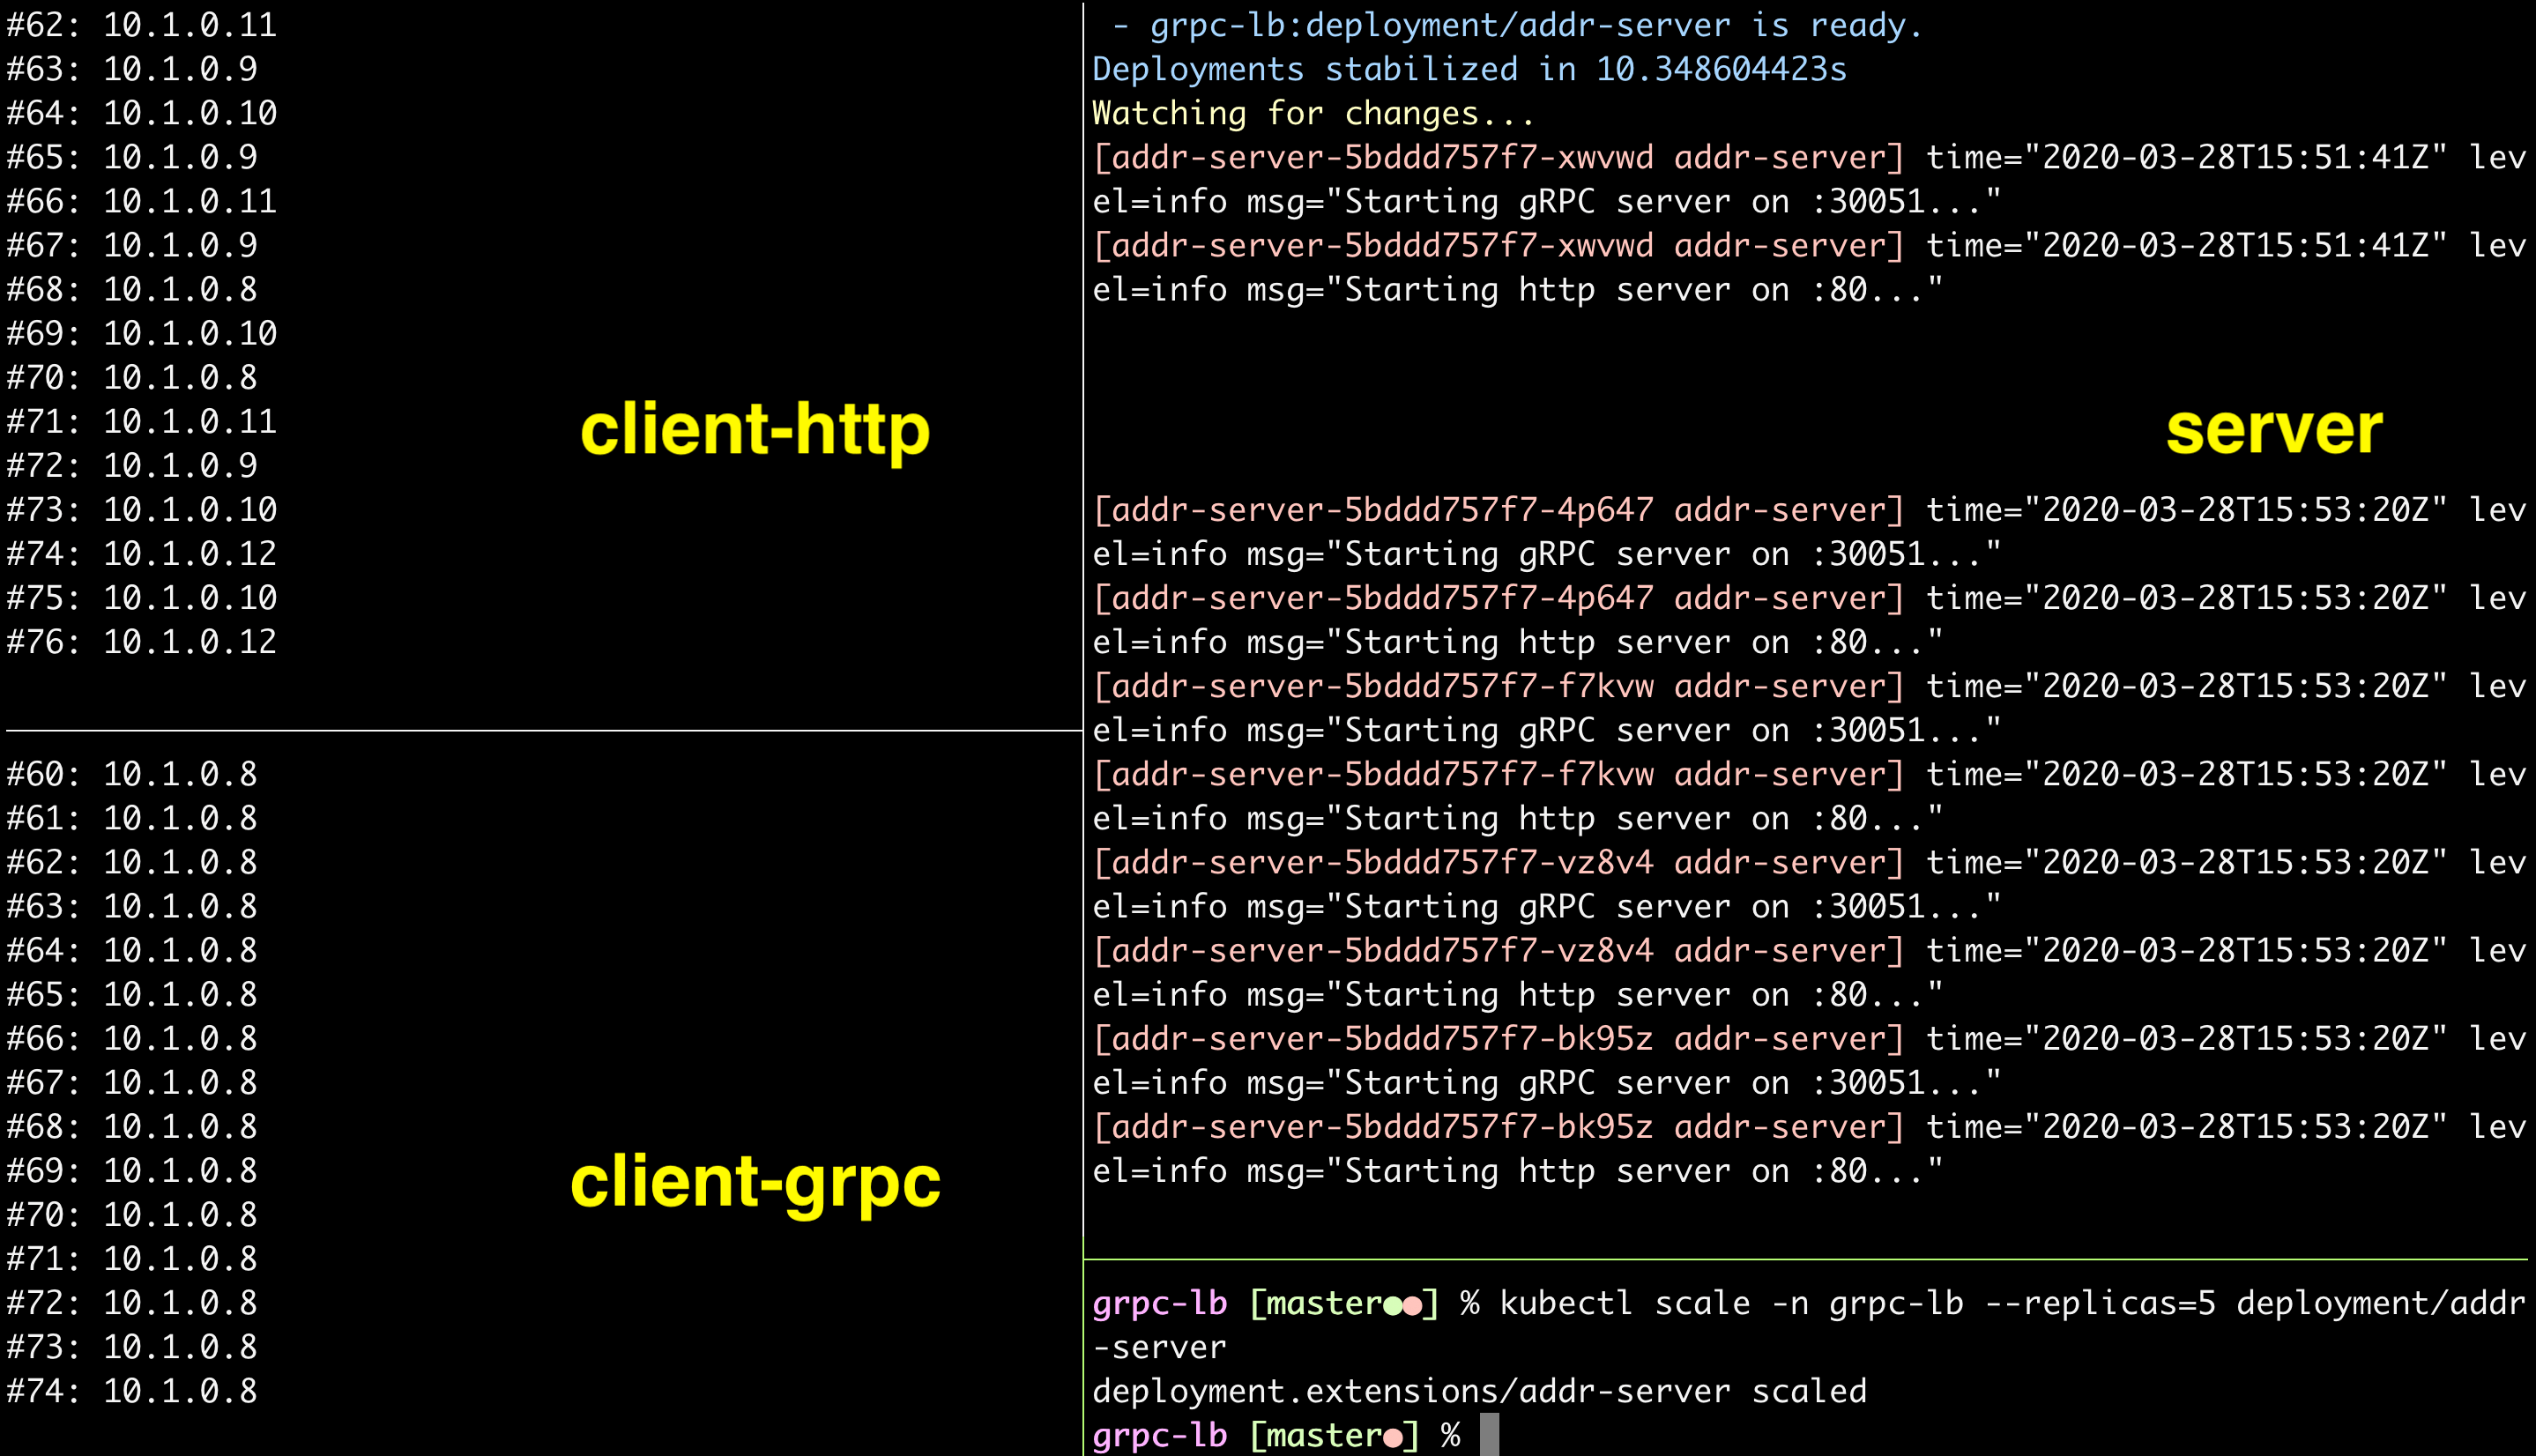 #62: 10.1.0.11
#63: 10.1.0.9
#64: 10.1.0.10
#65: 10.1.0.9
#66: 10.1.0.11
#67: 10.1.0.9
#68: 10.1.0.8
#69: 10.1.0.10
#70: 10.1.0.8
#71: 10.1.0.11
#72: 10.1.0.9
#73: 10.1.0.10
#74: 10.1.0.12
#75: 10.1.0.10
#76: 10.1.0.12
client-http
#60: 10.1.0.8
#61: 10.1.0.8
#62: 10.1.0.8
#63: 10.1.0.8
#64: 10.1.0.8
#65: 10.1.0.8
#66: 10.1.0.8
#67: 10.1.0.8
#68: 10.1.0.8
#69: 10.1.0.8
#70: 10.1.0.8
#71: 10.1.0.8
#72: 10.1.0.8
#73: 10.1.0.8
#74: 10.1.0.8
client-grpc
- grpc-lb:deployment/addr-server is ready.
Deployments stabilized in 10.348604423s
Watching for changes...
[addr-server-5bddd757f7-xwvwd addr-server] time="2020-03-28T15:51:41Z" lev
el=info msg="Starting gRPC server on :30051..."
[addr-server-5bddd757f7-xwvwd addr-server] time="2020-03-28T15:51:41Z" lev
el=info msg="Starting http server on :80..."
server
[addr-server-5bddd757f7-4p647 addr-server] time="2020-03-28T15:53:20Z" lev
el=info msg="Starting gRPC server on :30051..."
[addr-server-5bddd757f7-4p647 addr-server] time="2020-03-28T15:53:20Z" lev
el=info msg="Starting http server on :80..."
[addr-server-5bddd757f7-f7kvw addr-server] time="2020-03-28T15:53:20Z" lev
el=info msg="Starting gRPC server on :30051..."
[addr-server-5bddd757f7-f7kvw addr-server] time="2020-03-28T15:53:20Z" lev
el=info msg="Starting http server on :80..."
[addr-server-5bddd757f7-vz8v4 addr-server] time="2020-03-28T15:53:20Z" lev
el=info msg="Starting gRPC server on :30051..."
[addr-server-5bddd757f7-vz8v4 addr-server] time="2020-03-28T15:53:20Z" lev
el=info msg="Starting http server on :80..."
[addr-server-5bddd757f7-bk95z addr-server] time="2020-03-28T15:53:20Z" lev
el=info msg="Starting gRPC server on :30051..."
[addr-server-5bddd757f7-bk95z addr-server] time="2020-03-28T15:53:20Z" lev
el=info msg="Starting http server on :80..."
grpc-lb [master●●] % kubectl scale -n grpc-lb --replicas=5 deployment/addr
-server
deployment.extensions/addr-server scaled
grpc-lb [master●] %